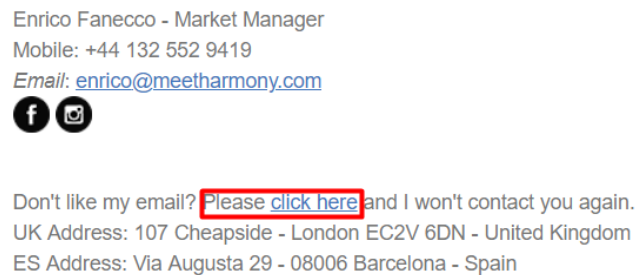 Enrico Fanecco - Market Manager
Mobile: +44 132 552 9419
Email: enrico@meetharmony.com
Don't like my email? Please click here and I won't contact you again.
UK Address: 107 Cheapside - London EC2V 6DN - United Kingdom
ES Address: Via Augusta 29 - 08006 Barcelona - Spain